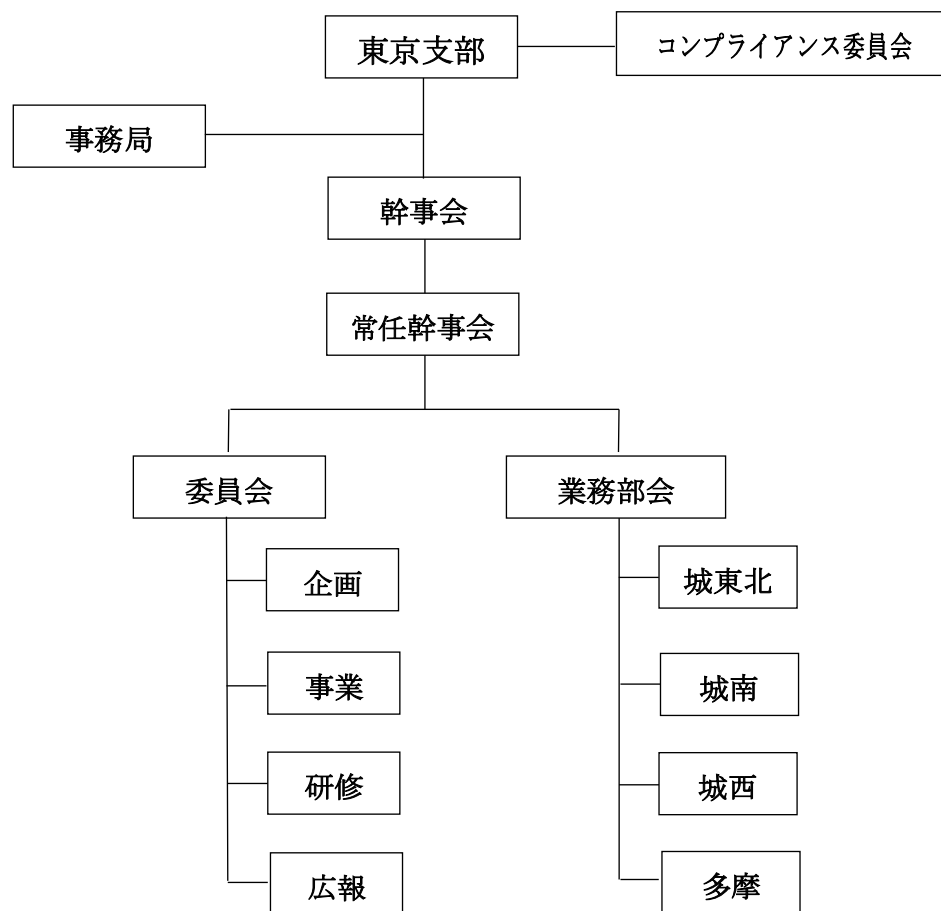 東京支部
コンプライアンス委員会
事務局
幹事会
常任幹事会
委員会
業務部会
企画
城東北
事業
城南
研修
城西
広報
多摩